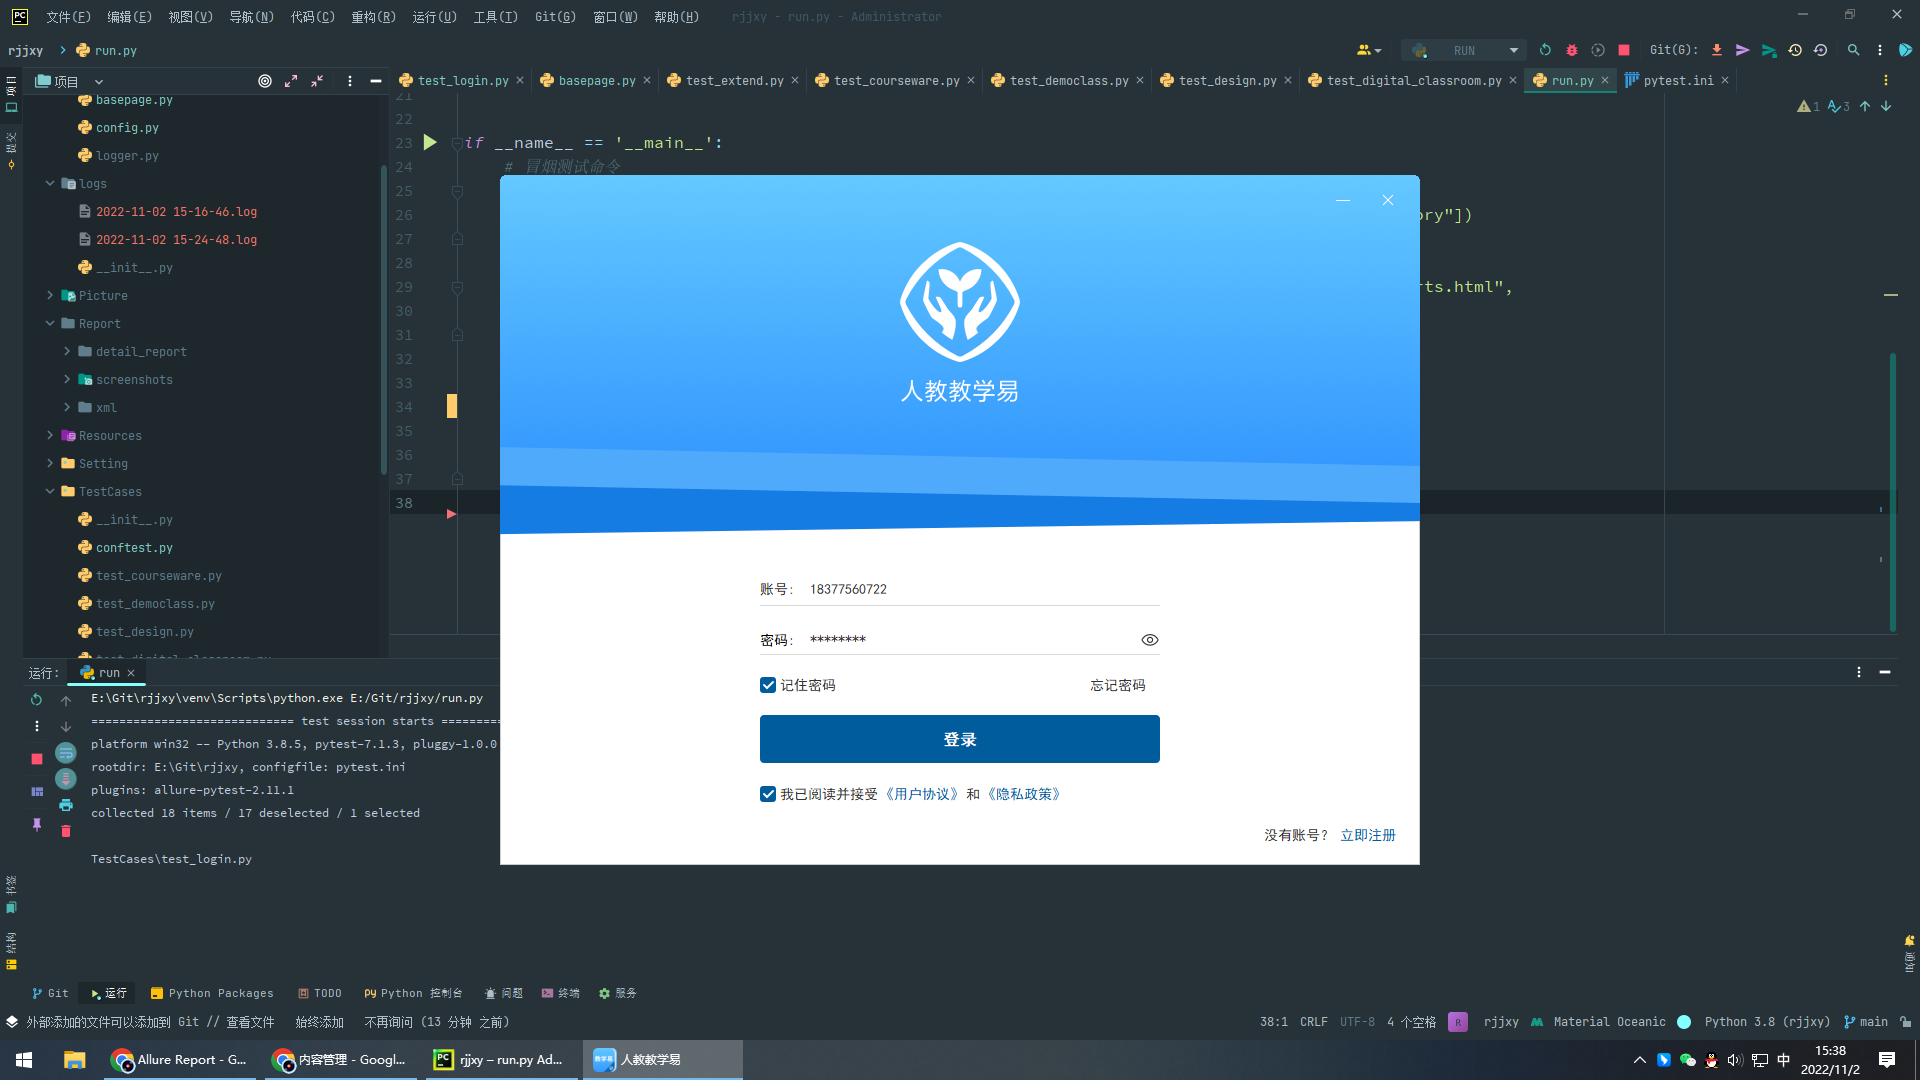 文件(F) 编辑(E) 视图(V) 导航(N) 代码(C) 重构(R) 运行(U) 工具(T) Git(G) 窗口(W) 帮助(H) rjjxy - run.py - Administrator
rjjxy run.py RUN Git(G):
项目
test_login.py basepage.py test_extend.py test_courseware.py test_democlass.py test_design.py test_digital_classroom.py run.py pytest.ini
项目
提交
书签
结构
通知
basepage.py
config.py
logger.py
logs
2022-11-02 15-16-46.log
2022-11-02 15-24-48.log
__init__.py
Picture
Report
detail_report
screenshots
xml
Resources
Setting
TestCases
__init__.py
conftest.py
test_courseware.py
test_democlass.py
test_design.py
test_digital_classroom.py
1 3
21
22
23 if __name__ == '__main__':
24 # 冒烟测试命令
25
26 ory"])
27
28
29 rts.html",
30
31
32
33
34
35
36
37
38
人教教学易
账号: 18377560722
密码: ********
记住密码 忘记密码
登录
我已阅读并接受《用户协议》和《隐私政策》
没有账号? 立即注册
运行: run
E:\Git\rjjxy\venv\Scripts\python.exe E:/Git/rjjxy/run.py
============================= test session starts =========
platform win32 -- Python 3.8.5, pytest-7.1.3, pluggy-1.0.0
rootdir: E:\Git\rjjxy, configfile: pytest.ini
plugins: allure-pytest-2.11.1
collected 18 items / 17 deselected / 1 selected
TestCases\test_login.py
Git 运行 Python Packages TODO Python 控制台 问题 终端 服务
外部添加的文件可以添加到 Git // 查看文件 始终添加 不再询问 (13 分钟 之前)
38:1 CRLF UTF-8 4 个空格 R rjjxy Material Oceanic Python 3.8 (rjjxy) main
Allure Report - G... 内容管理 - Googl... rjjxy – run.py Ad... 人教教学易
中 15:38
2022/11/2